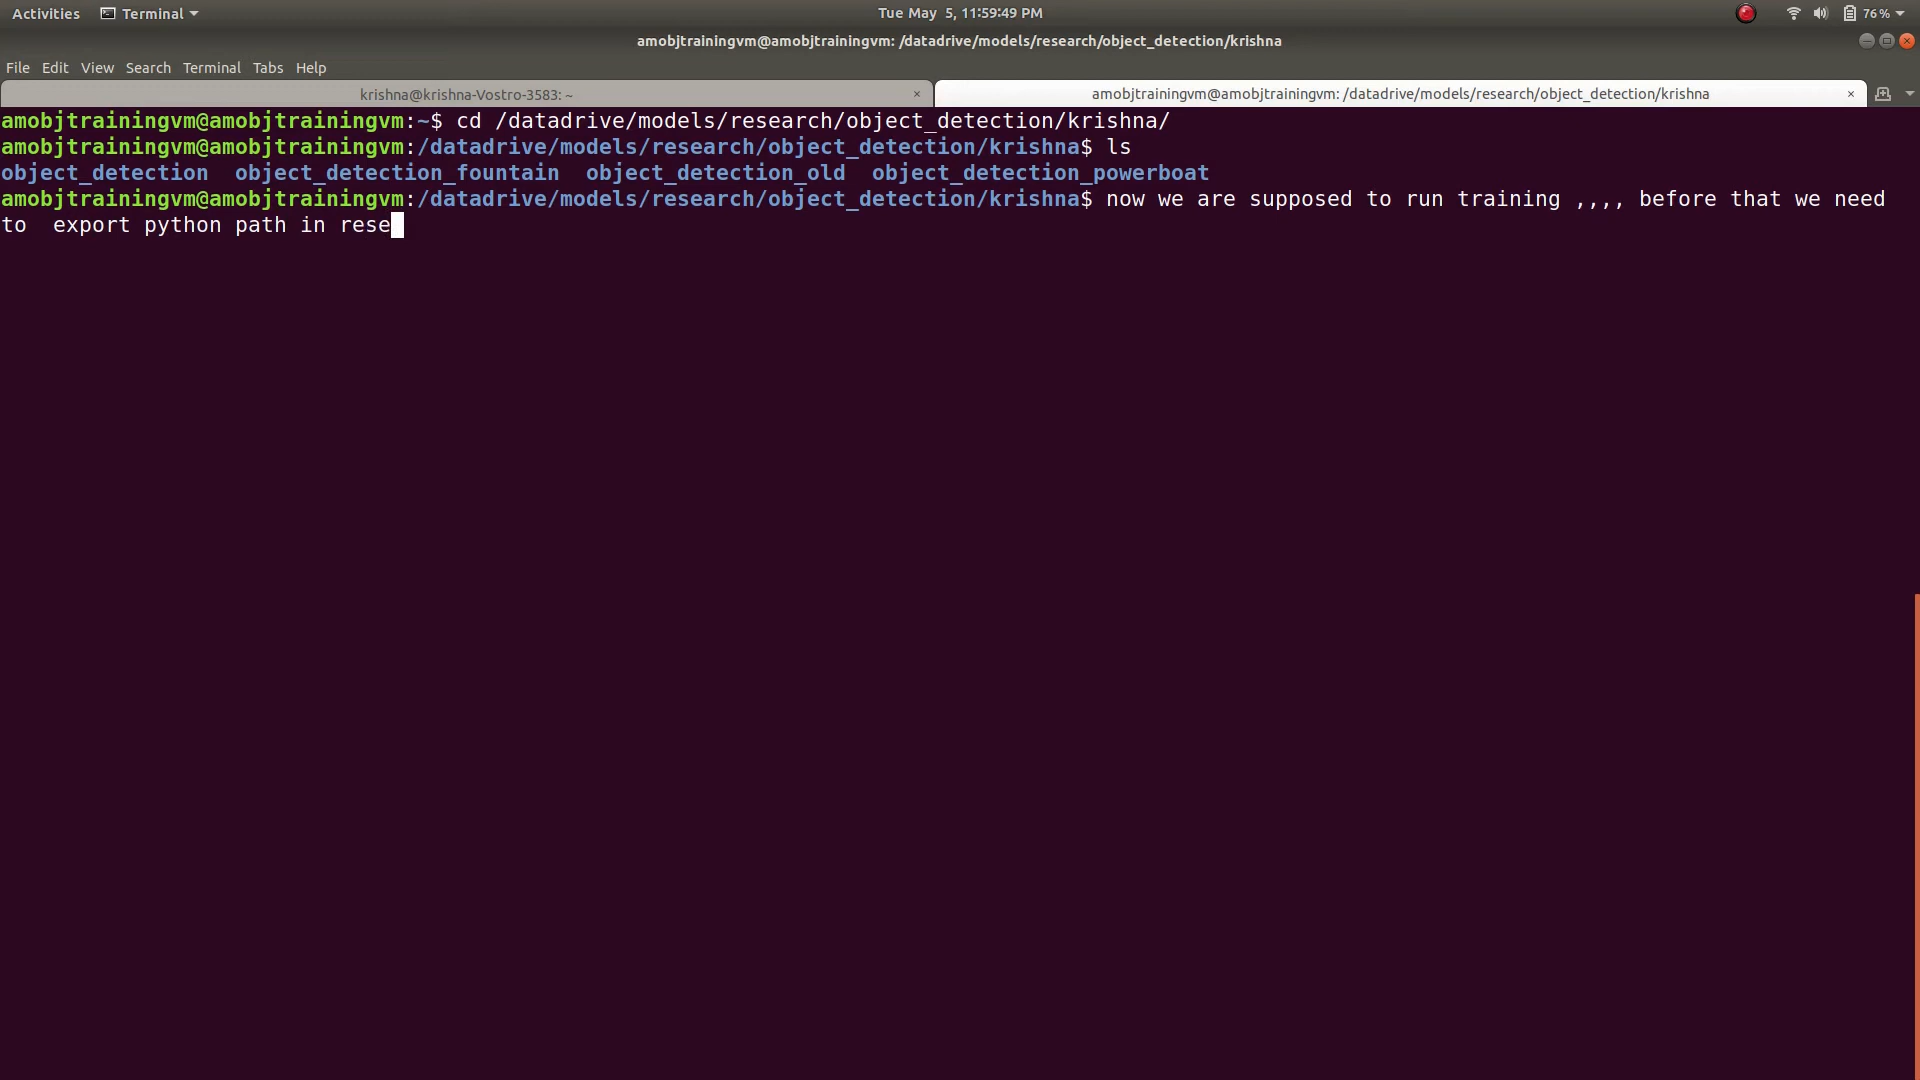 Activities Terminal Tue May 5, 11:59:49 PM 76%
amobjtrainingvm@amobjtrainingvm: /datadrive/models/research/object_detection/krishna
File Edit View Search Terminal Tabs Help
krishna@krishna-Vostro-3583: ~ × amobjtrainingvm@amobjtrainingvm: /datadrive/models/research/object_detection/krishna ×
amobjtrainingvm@amobjtrainingvm:~$ cd /datadrive/models/research/object_detection/krishna/
amobjtrainingvm@amobjtrainingvm:/datadrive/models/research/object_detection/krishna$ ls
object_detection object_detection_fountain object_detection_old object_detection_powerboat
amobjtrainingvm@amobjtrainingvm:/datadrive/models/research/object_detection/krishna$ now we are supposed to run training ,,,, before that we need
to  export python path in rese